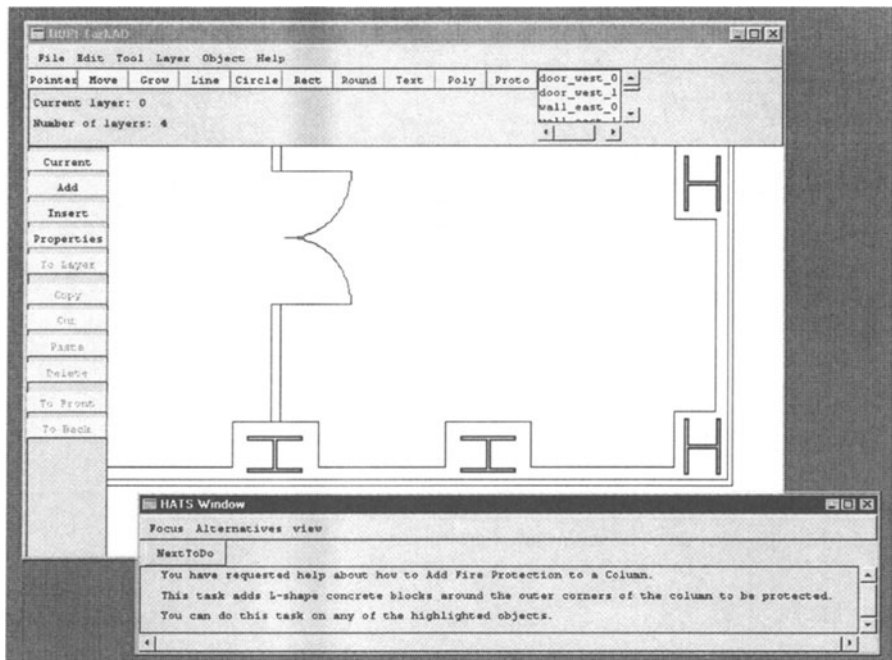 File Edit Tool Layer Object Help
Pointer Move Grow Line Circle Rect Round Text Poly Proto
door_west_0
door_west_1
wall_east_0
wall_east_1
Current layer: 0
Number of layers: 4
Current
Add
Insert
Properties
To Layer
Copy
Cut
Paste
Delete
To Front
To Back
HATS Window
Focus Alternatives view
NextToDo
You have requested help about how to Add Fire Protection to a Column.
This task adds L-shape concrete blocks around the outer corners of the column to be protected.
You can do this task on any of the highlighted objects.